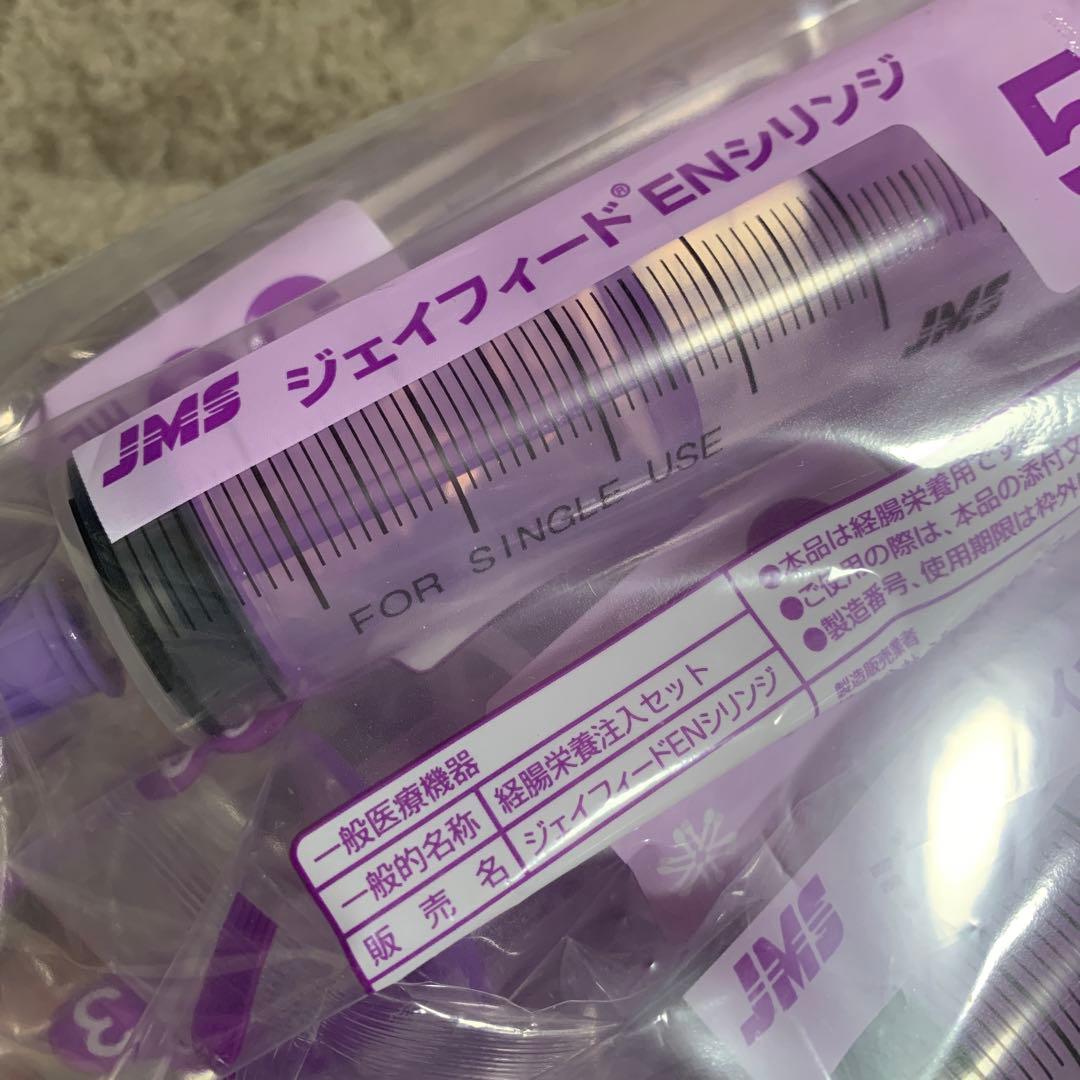 JMS ジェイフィード® ENシリンジ
5
JMS
FOR SINGLE USE
一般医療機器
一般的名称 経腸栄養注入セット
販売名 ジェイフィードENシリンジ
●本品は経腸栄養用です
●ご使用の際は、本品の添付文
●製造番号、使用期限は枠外
製造販売業者
3
JMS